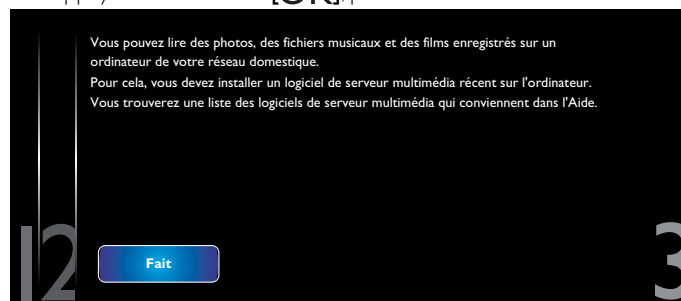 Vous pouvez lire des photos, des fichiers musicaux et des films enregistrés sur un
ordinateur de votre réseau domestique.
Pour cela, vous devez installer un logiciel de serveur multimédia récent sur l'ordinateur.
Vous trouverez une liste des logiciels de serveur multimédia qui conviennent dans l'Aide.
12
3
Fait